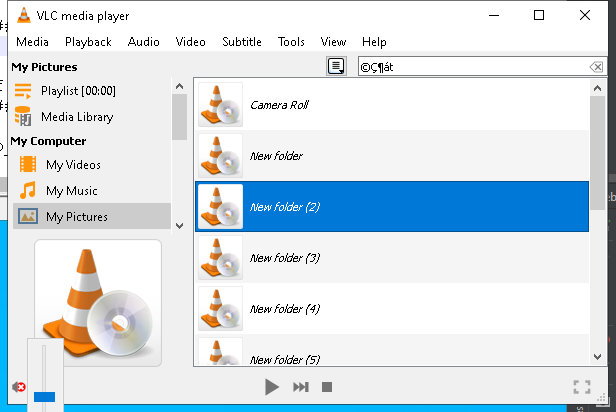 VLC media player
Media Playback Audio Video Subtitle Tools View Help
My Pictures
©Ç¶át
Playlist [00:00]
Media Library
My Computer
My Videos
My Music
My Pictures
Camera Roll
New folder
New folder (2)
New folder (3)
New folder (4)
New folder (5)